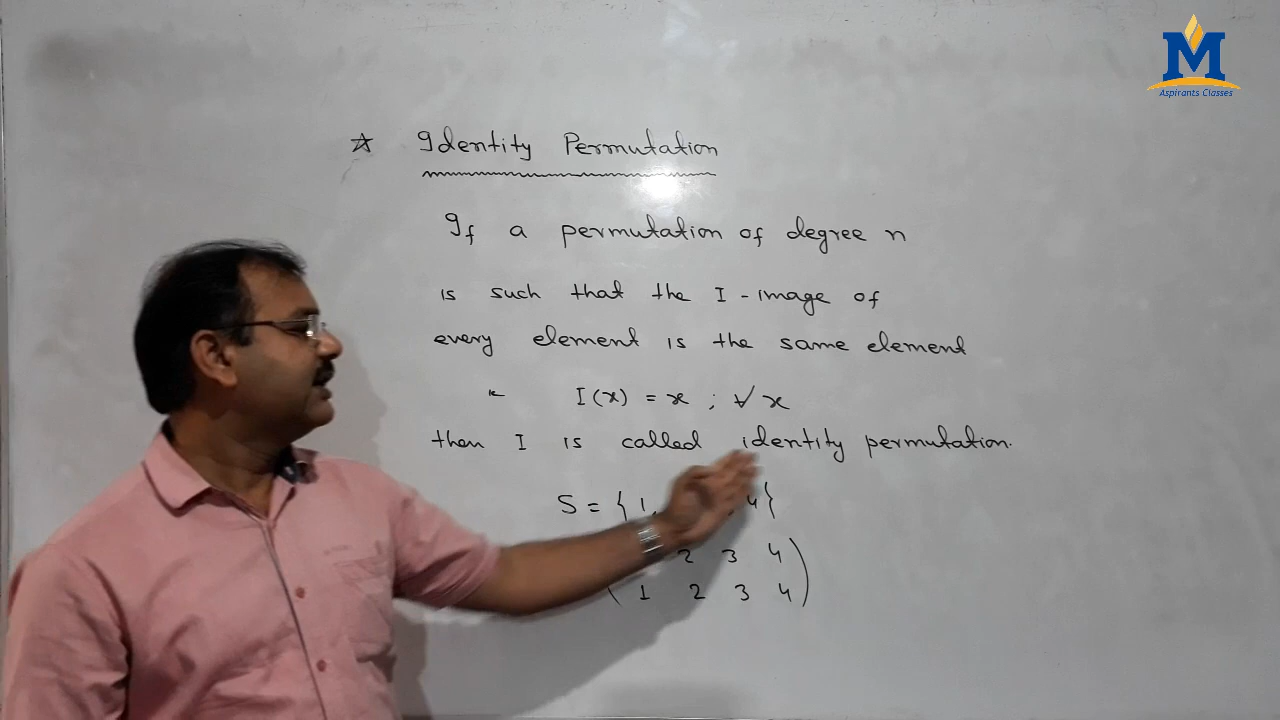 M
Aspirants Classes
☆ Identity Permutation
If a permutation of degree n
is such that the I - image of
every element is the same element
I(x) = x ; ∀ x
then I is called identity permutation.
S = { 1, , 4}
2 3 4 )
( 1 2 3 4 )